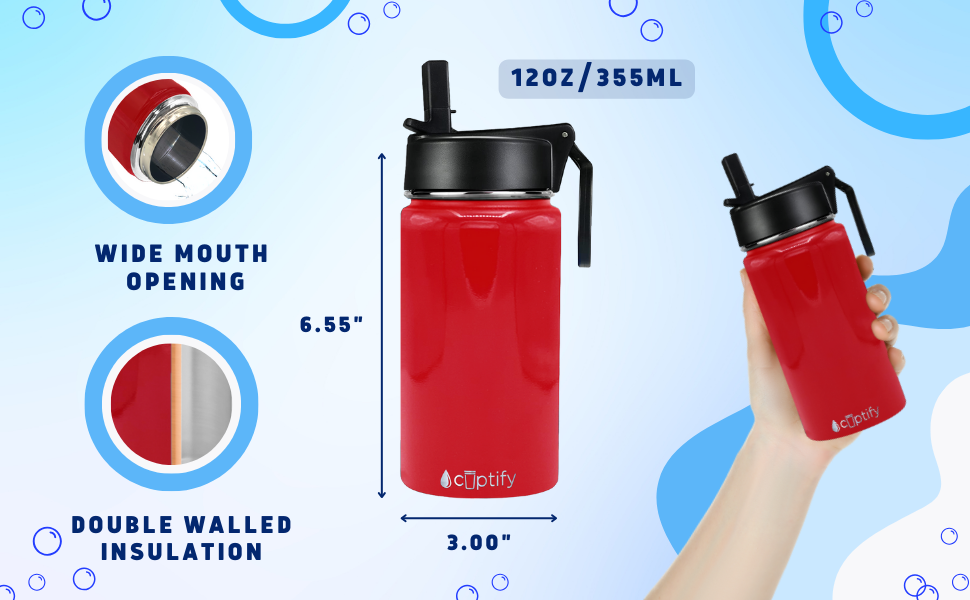 12OZ/355ML
WIDE MOUTH
OPENING
6.55"
DOUBLE WALLED
INSULATION
cuptify
3.00"
cuptify